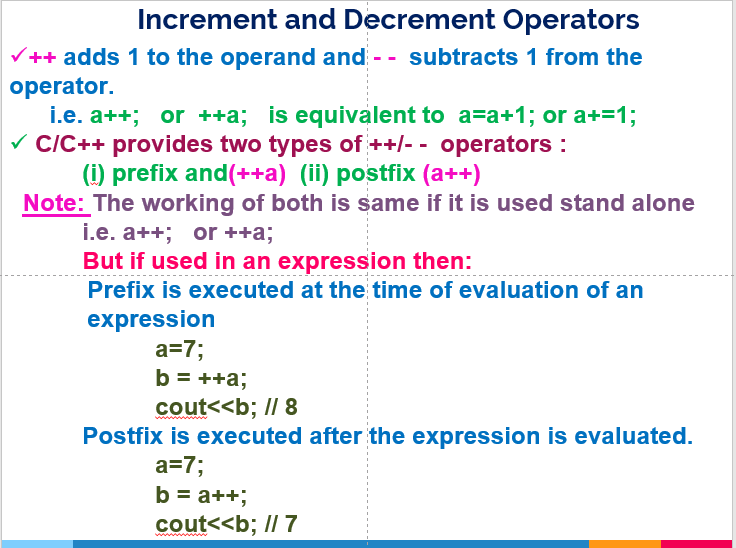 Increment and Decrement Operators
✓++ adds 1 to the operand and - -  subtracts 1 from the
operator.
i.e. a++;   or  ++a;   is equivalent to  a=a+1; or a+=1;
✓ C/C++ provides two types of ++/- -  operators :
(i) prefix and(++a)  (ii) postfix (a++)
Note: The working of both is same if it is used stand alone
i.e. a++;   or ++a;
But if used in an expression then:
Prefix is executed at the time of evaluation of an
expression
a=7;
b = ++a;
cout<<b; // 8
Postfix is executed after the expression is evaluated.
a=7;
b = a++;
cout<<b; // 7